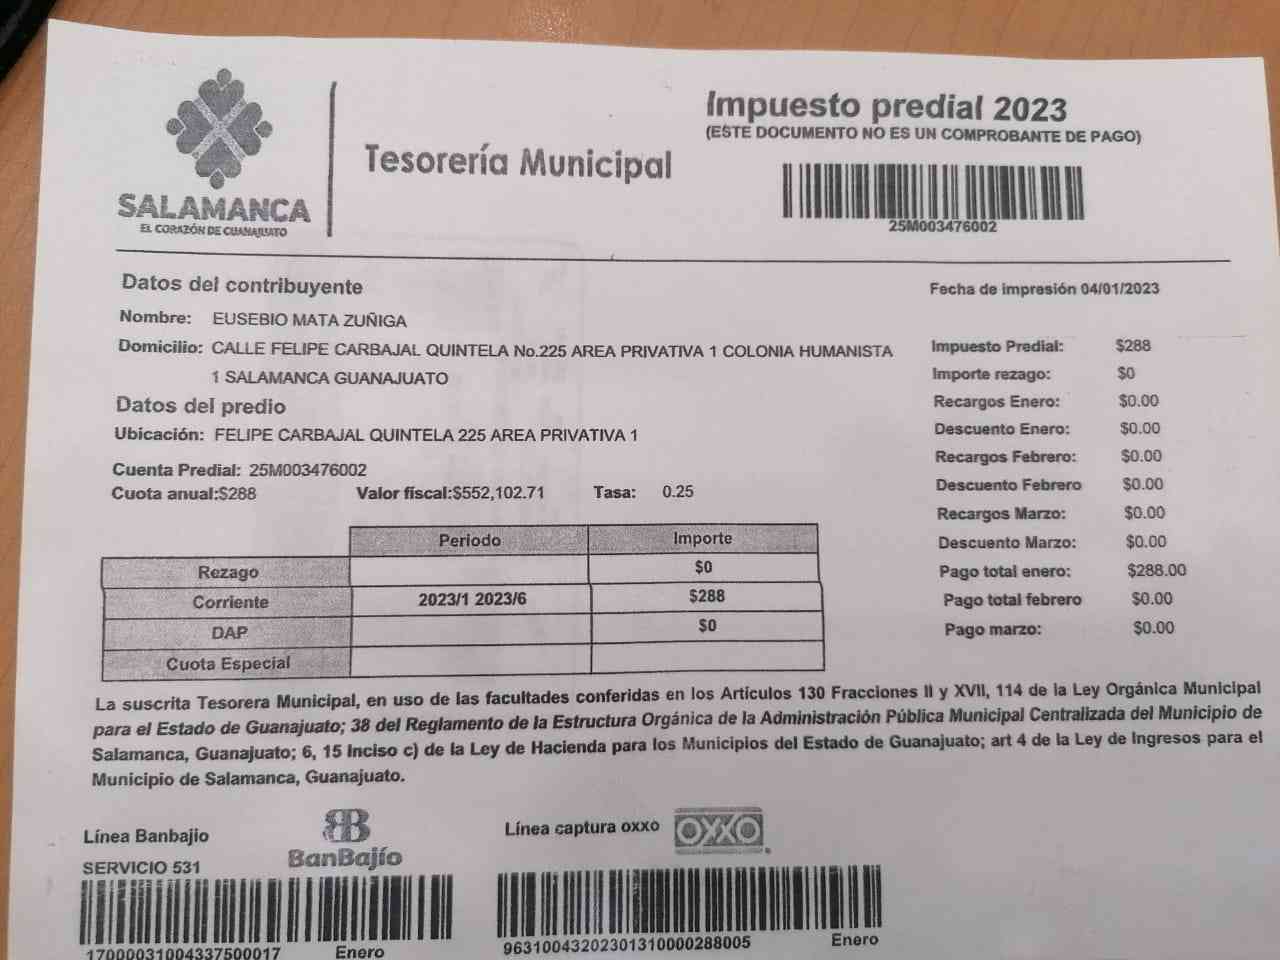 SALAMANCA
EL CORAZÓN DE GUANAJUATO
Tesorería Municipal
Impuesto predial 2023
(ESTE DOCUMENTO NO ES UN COMPROBANTE DE PAGO)
25M003476002
Datos del contribuyente
Nombre: EUSEBIO MATA ZUÑIGA
Domicilio: CALLE FELIPE CARBAJAL QUINTELA No.225 AREA PRIVATIVA 1 COLONIA HUMANISTA
1 SALAMANCA GUANAJUATO
Datos del predio
Ubicación: FELIPE CARBAJAL QUINTELA 225 AREA PRIVATIVA 1
Cuenta Predial: 25M003476002
Cuota anual:$288 Valor fiscal:$552,102.71 Tasa: 0.25
Fecha de impresión 04/01/2023
Impuesto Predial: $288
Importe rezago: $0
Recargos Enero: $0.00
Descuento Enero: $0.00
Recargos Febrero: $0.00
Descuento Febrero $0.00
Recargos Marzo: $0.00
Descuento Marzo: $0.00
Pago total enero: $288.00
Pago total febrero $0.00
Pago marzo: $0.00
Periodo Importe
Rezago $0
Corriente 2023/1 2023/6 $288
DAP $0
Cuota Especial
La suscrita Tesorera Municipal, en uso de las facultades conferidas en los Artículos 130 Fracciones II y XVII, 114 de la Ley Orgánica Municipal
para el Estado de Guanajuato; 38 del Reglamento de la Estructura Orgánica de la Administración Pública Municipal Centralizada del Municipio de
Salamanca, Guanajuato; 6, 15 Inciso c) de la Ley de Hacienda para los Municipios del Estado de Guanajuato; art 4 de la Ley de Ingresos para el
Municipio de Salamanca, Guanajuato.
Línea Banbajio
BanBajío
SERVICIO 531
17000031004337500017 Enero
Línea captura oxxo
OXXO
96310043202301310000288005 Enero